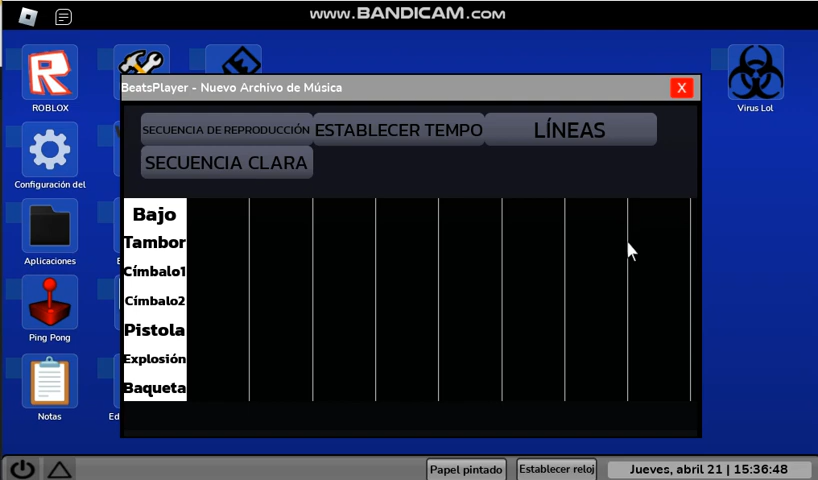 www.BANDICAM.com
BeatsPlayer - Nuevo Archivo de Música
X
SECUENCIA DE REPRODUCCIÓN
ESTABLECER TEMPO
LÍNEAS
SECUENCIA CLARA
Bajo
Tambor
Címbalo1
Címbalo2
Pistola
Explosión
Baqueta
ROBLOX
Configuración del
Aplicaciones
Ping Pong
Notas
Virus Lol
Papel pintado
Establecer reloj
Jueves, abril 21 | 15:36:48